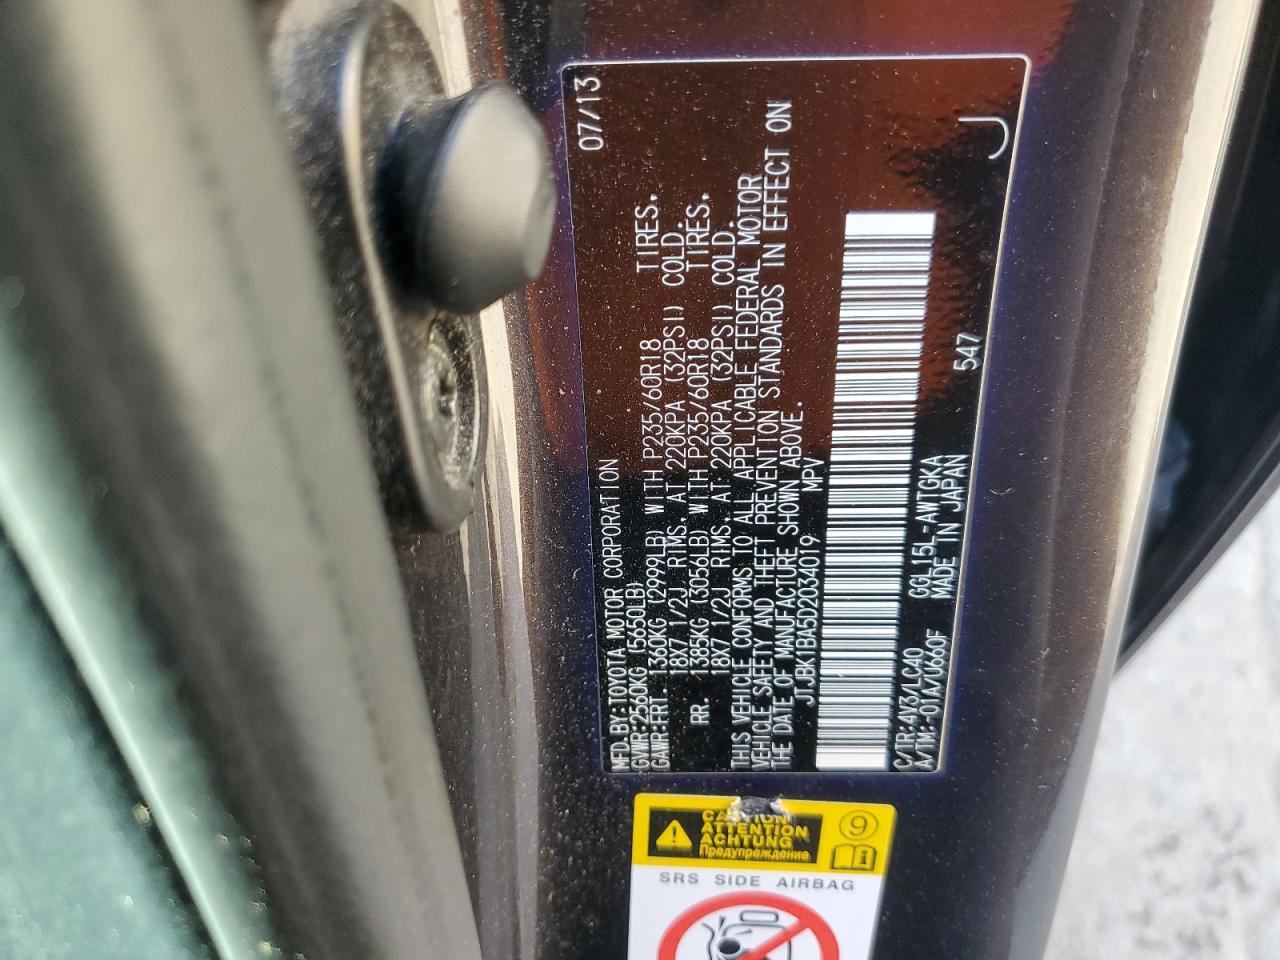 MFD.BY:TOYOTA MOTOR CORPORATION 07/13
GVWR:2560KG (5650LB)
GAWR:FRT. 1360KG (2999LB) WITH P235/60R18 TIRES.
18X7 1/2J RIMS. AT 220KPA (32PSI) COLD.
RR. 1385KG (3056LB) WITH P235/60R18 TIRES.
18X7 1/2J RIMS. AT 220KPA (32PSI) COLD.
THIS VEHICLE CONFORMS TO ALL APPLICABLE FEDERAL MOTOR
VEHICLE SAFETY AND THEFT PREVENTION STANDARDS IN EFFECT ON
THE DATE OF MANUFACTURE SHOWN ABOVE.
JTJBK1BA5D2034019 MPV
C/TR:4V3/LC40 GGL15L-AWTGKA 547
A/TM:-01A/U660F MADE IN JAPAN J
CAUTION
ATTENTION
ACHTUNG
Предупреждение
9
SRS SIDE AIRBAG